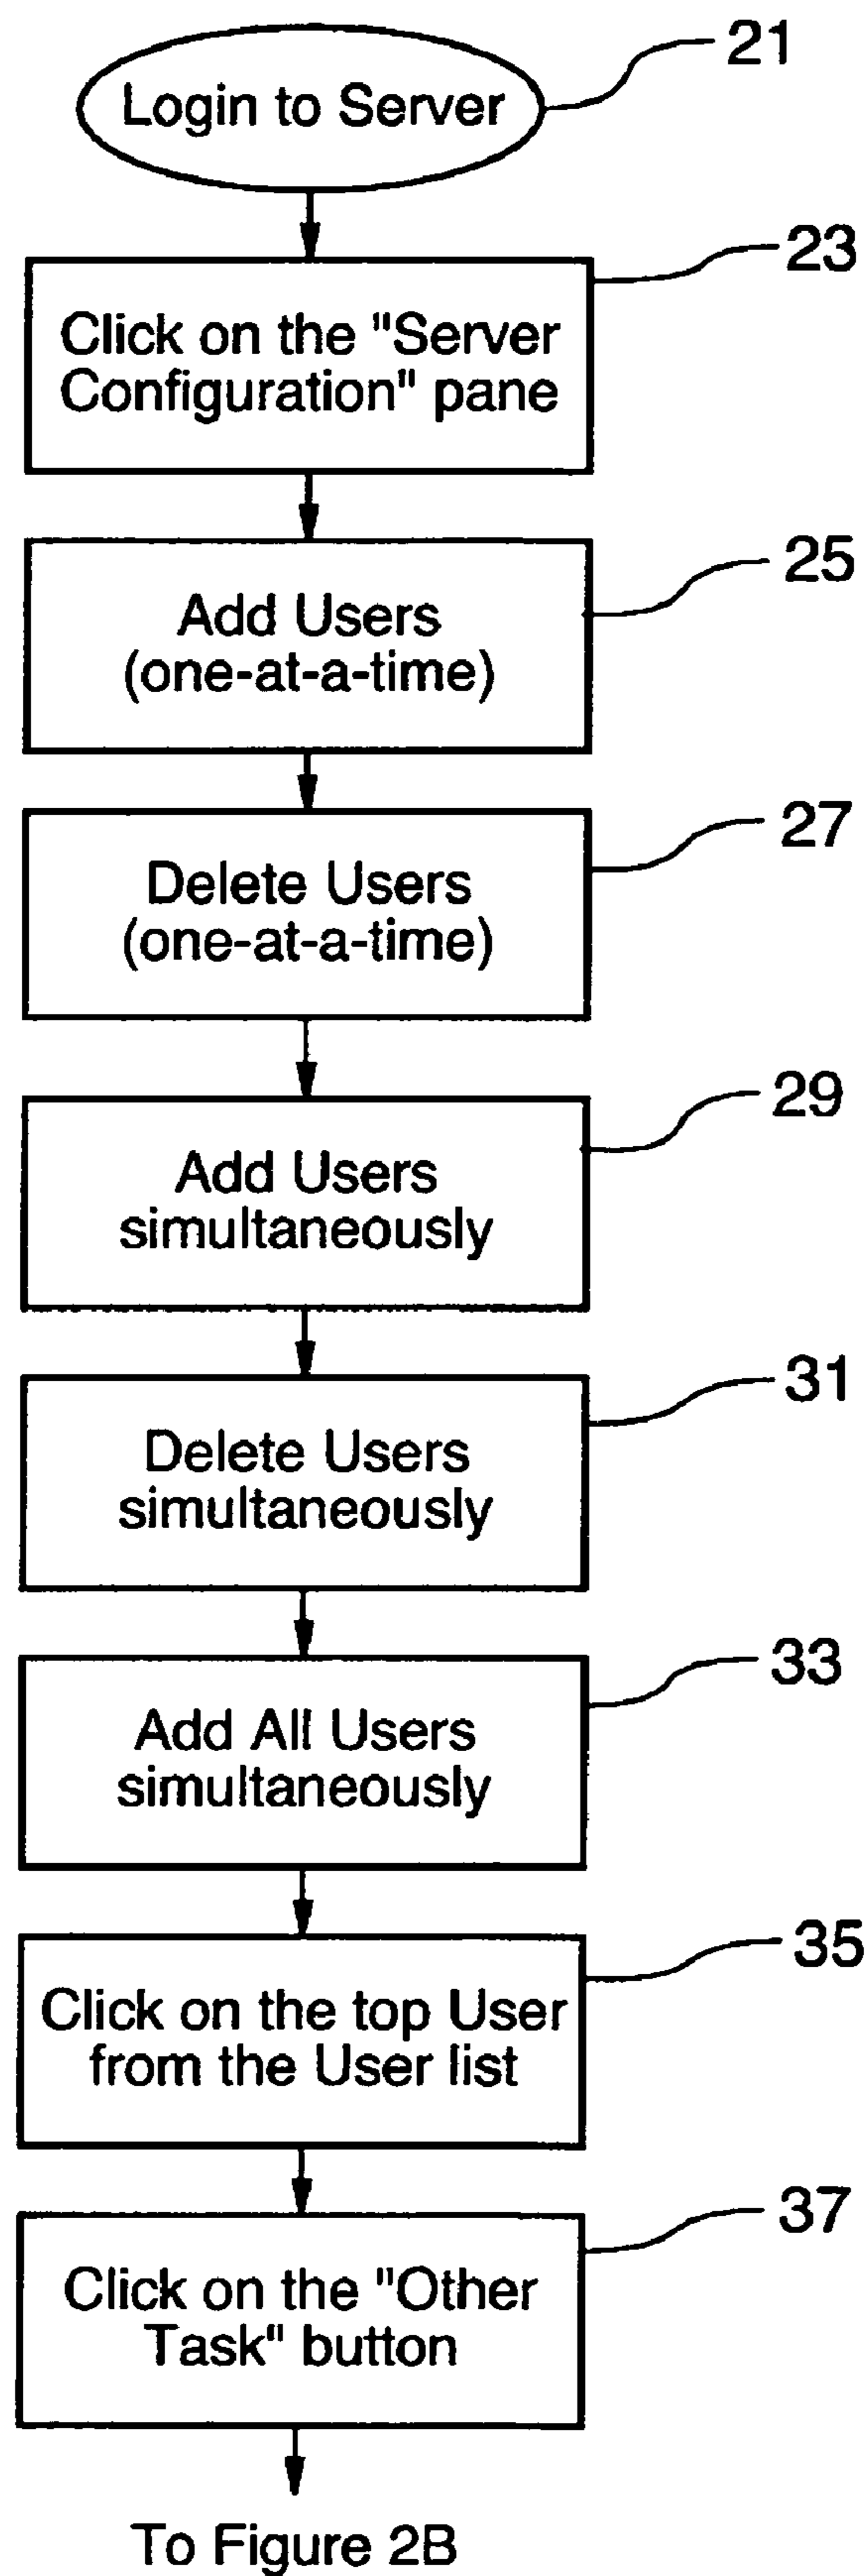 Login to Server
21
23
Click on the "Server
Configuration" pane
25
Add Users
(one-at-a-time)
27
Delete Users
(one-at-a-time)
29
Add Users
simultaneously
31
Delete Users
simultaneously
33
Add All Users
simultaneously
35
Click on the top User
from the User list
37
Click on the "Other
Task" button
To Figure 2B